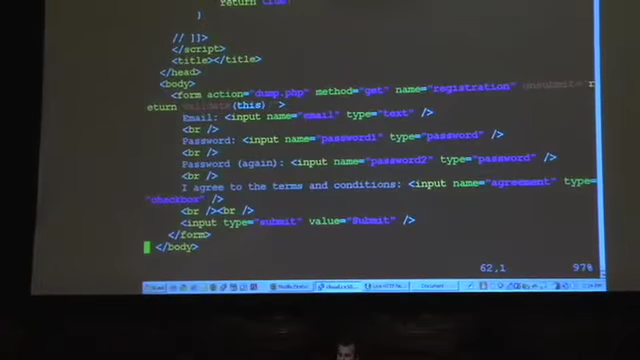 return true;
}
// ]]>
</script>
<title></title>
</head>
<body>
<form action="dump.php" method="get" name="registration" onsubmit="r
eturn validate(this);">
Email: <input name="email" type="text" />
<br />
Password: <input name="password1" type="password" />
<br />
Password (again): <input name="password2" type="password" />
<br />
I agree to the terms and conditions: <input name="agreement" type=
"checkbox" />
<br /><br />
<input type="submit" value="Submit" />
</form>
</body>
62,1 97%